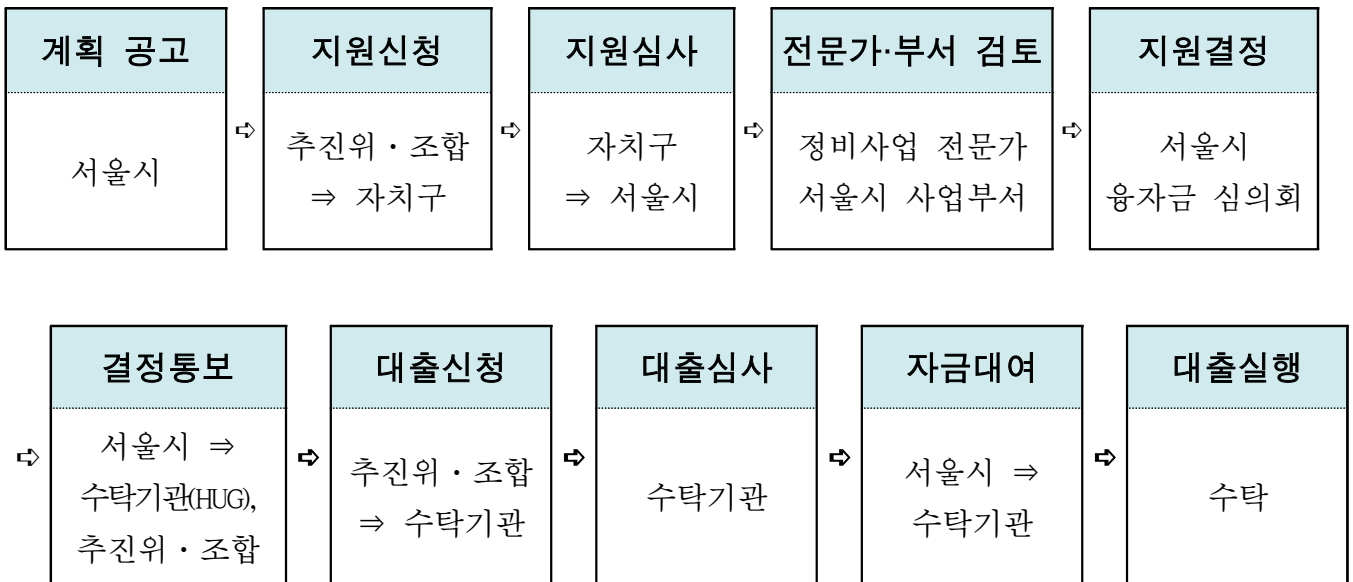 계획 공고
서울시
⇨
지원신청
추진위・조합
⇒ 자치구
⇨
지원심사
자치구
⇒ 서울시
⇨
전문가·부서 검토
정비사업 전문가
서울시 사업부서
⇨
지원결정
서울시
융자금 심의회
⇨
결정통보
서울시 ⇒
수탁기관(HUG),
추진위・조합
⇨
대출신청
추진위・조합
⇒ 수탁기관
⇨
대출심사
수탁기관
⇨
자금대여
서울시 ⇒
수탁기관
⇨
대출실행
수탁